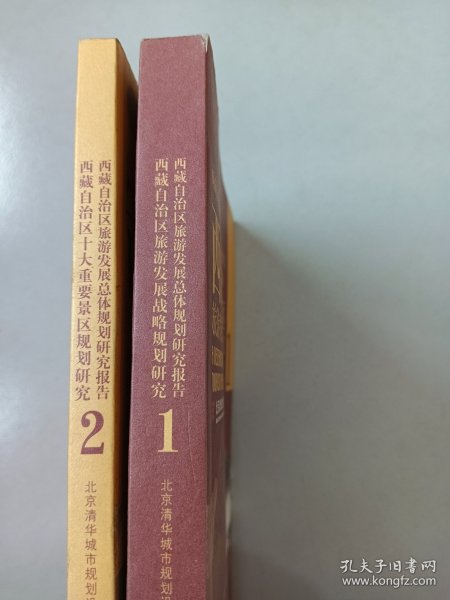 西藏自治区旅游发展总体规划研究报告
西藏自治区十大重要景区规划研究
2
北京清华城市规划设
西藏自治区旅游发展总体规划研究报告
西藏自治区旅游发展战略规划研究
1
北京清华城市规划设
孔夫子旧书网
www.kongfz.com